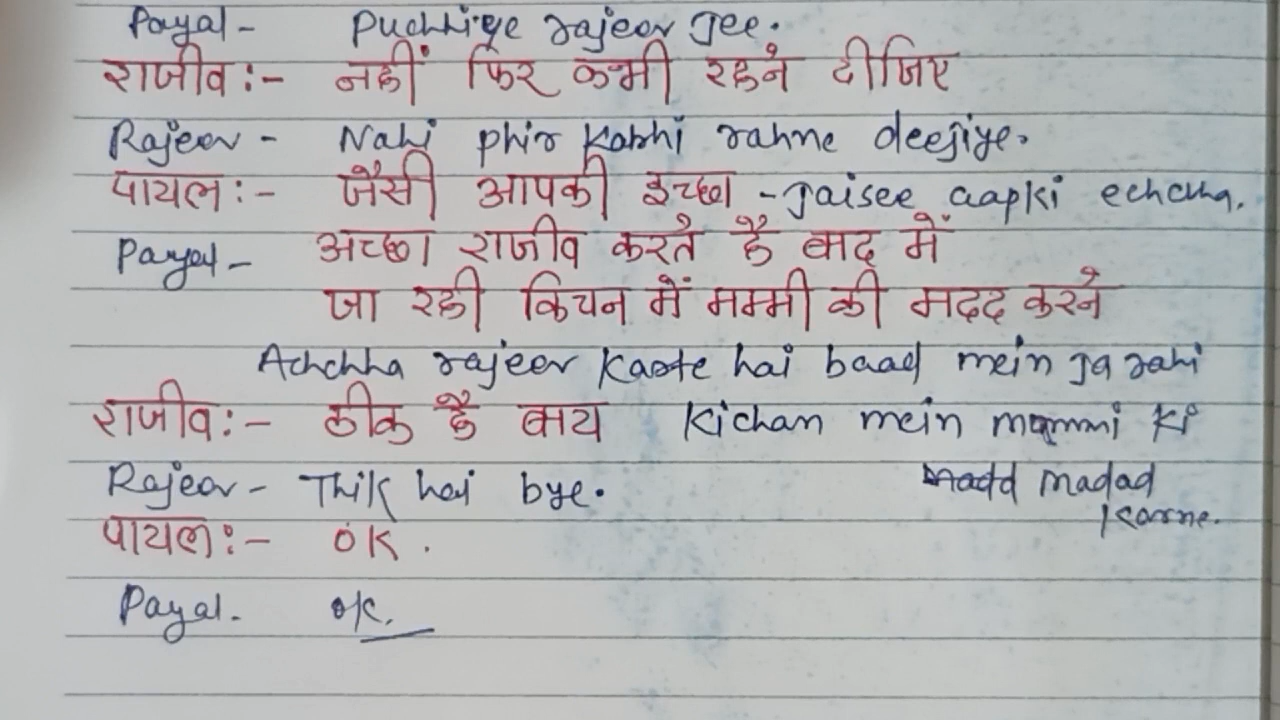 Payal - Puchhiye rajeev Jee.
राजीव :- नहीं फिर कभी रहने दीजिए
Rajeev - Nahi phir Kabhi rahne deejiye.
पायल :- जैसी आपकी इच्छा - Jaisee aapki echchha.
Payal - अच्छा राजीव करते है बाद में
जा रही किचन में मम्मी की मदद करने
Achchha rajeev Karte hai baad mein Ja rahi
राजीव :- ठीक है बाय Kichan mein mammi Ki
Rajeev - Thik hai bye. madad
पायल :- OK. Karne.
Payal - ok.